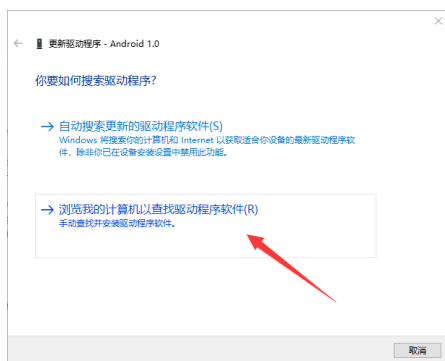 更新驱动程序 - Android 1.0
你要如何搜索驱动程序?
自动搜索更新的驱动程序软件(S)
Windows 将搜索你的计算机和 Internet 以获取适合你设备的最新驱动程序软
件，除非你已在设备安装设置中禁用此功能。
浏览我的计算机以查找驱动程序软件(R)
手动查找并安装驱动程序软件。
取消